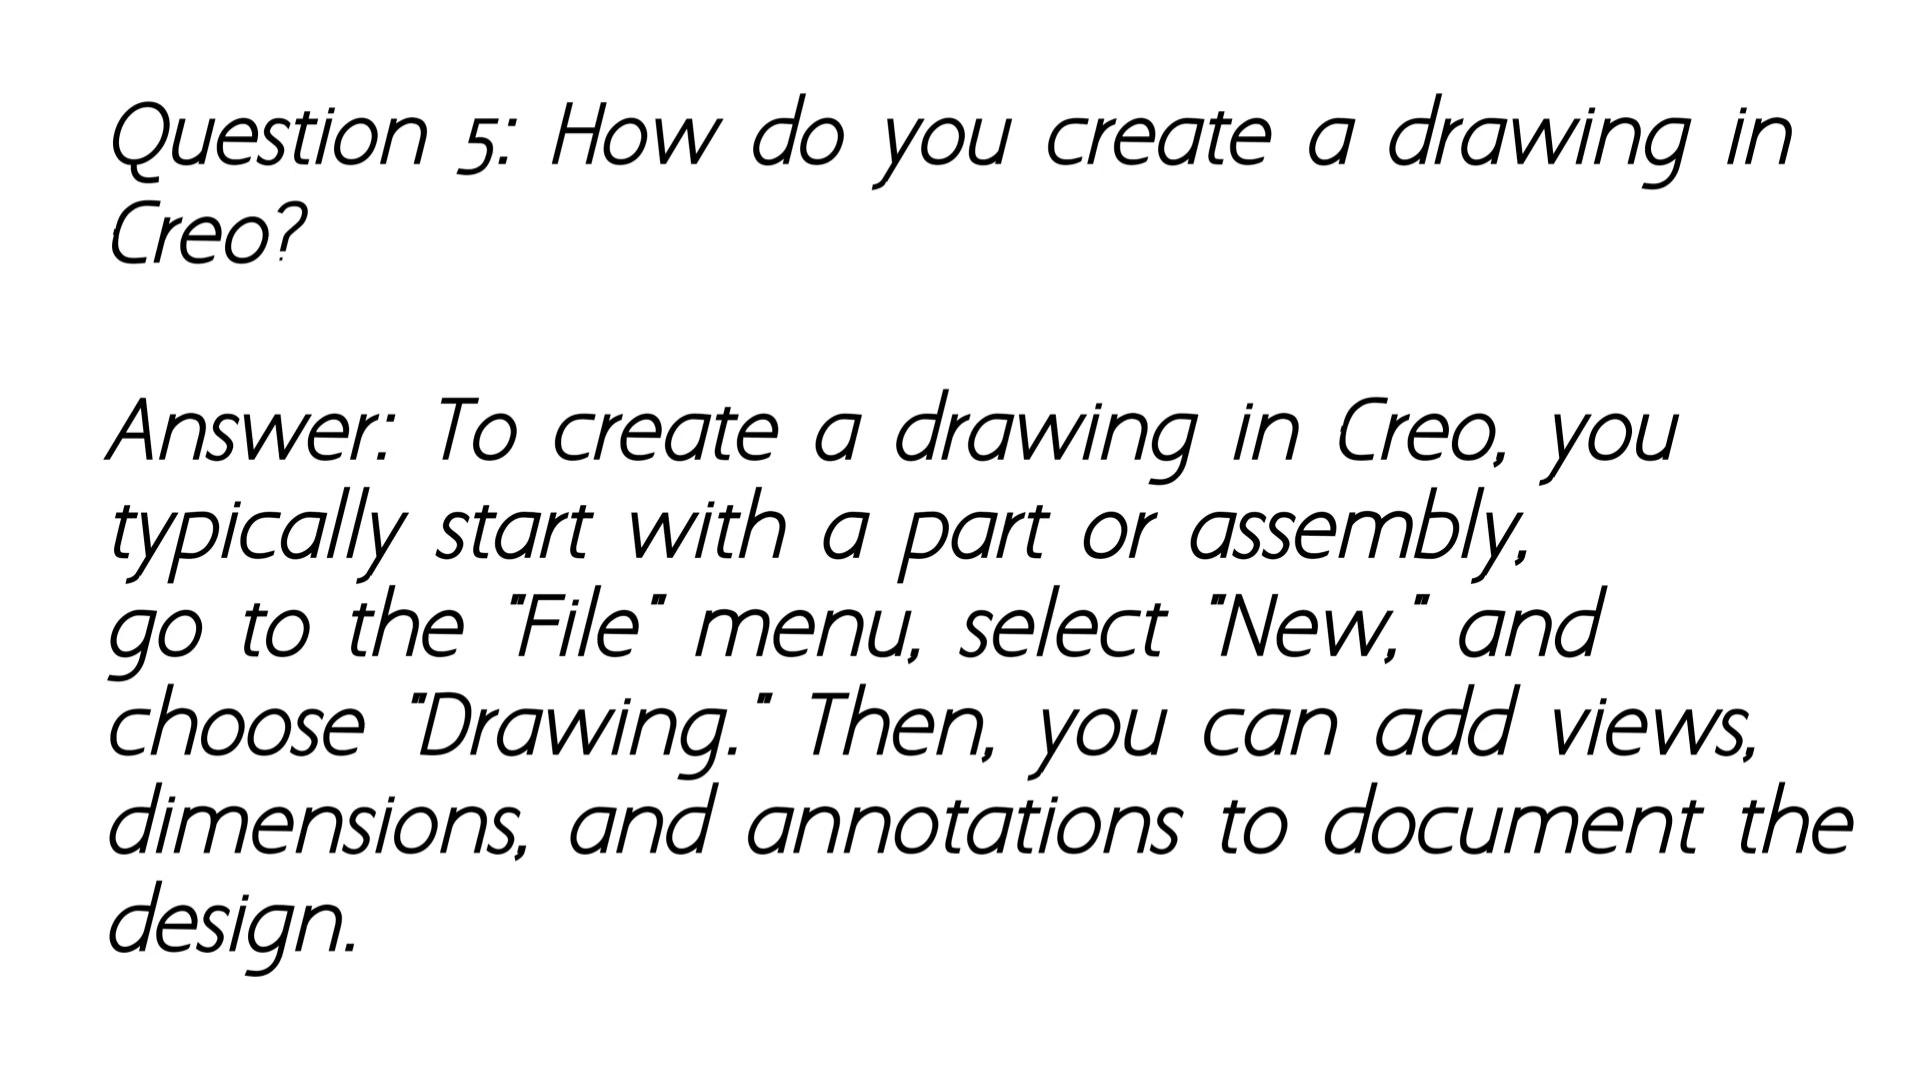 Question 5: How do you create a drawing in
Creo?
Answer: To create a drawing in Creo, you
typically start with a part or assembly,
go to the "File" menu, select "New," and
choose "Drawing." Then, you can add views,
dimensions, and annotations to document the
design.